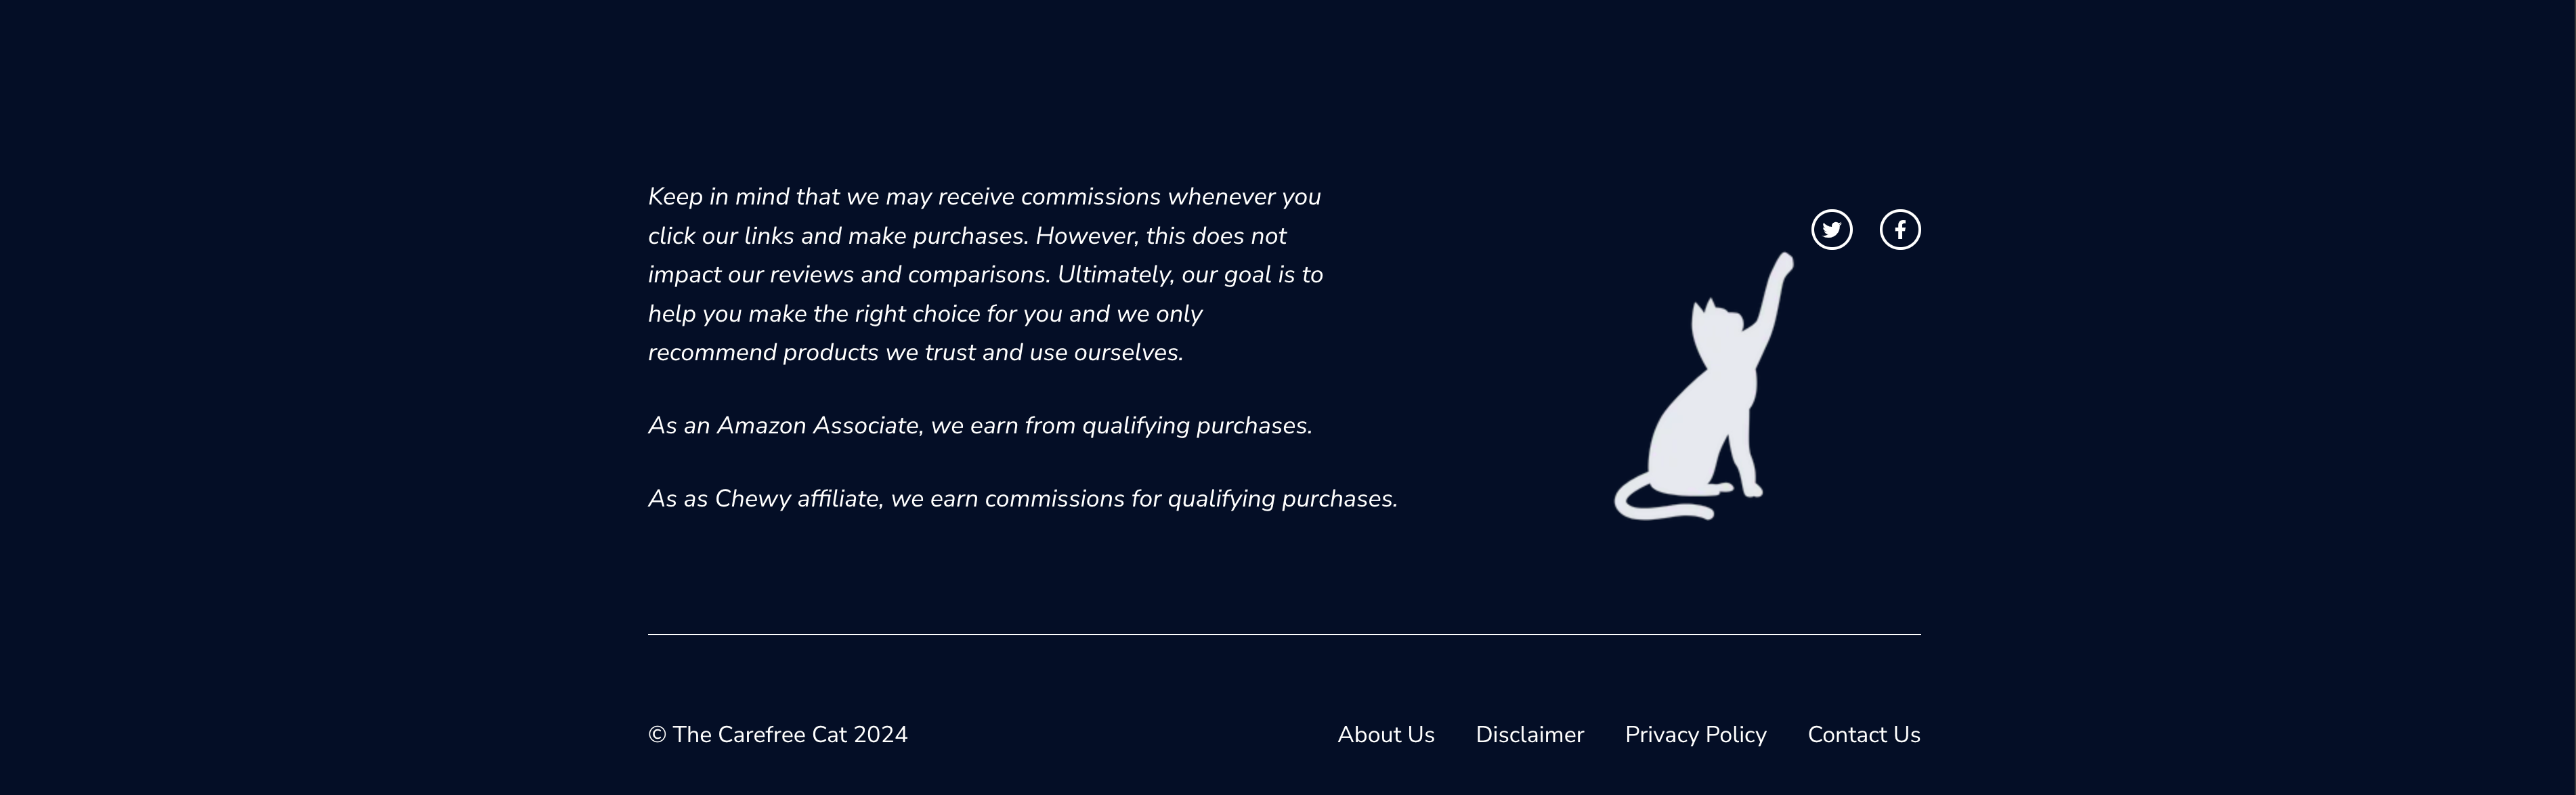 Keep in mind that we may receive commissions whenever you
click our links and make purchases. However, this does not
impact our reviews and comparisons. Ultimately, our goal is to
help you make the right choice for you and we only
recommend products we trust and use ourselves.
As an Amazon Associate, we earn from qualifying purchases.
As as Chewy affiliate, we earn commissions for qualifying purchases.
© The Carefree Cat 2024
About Us Disclaimer Privacy Policy Contact Us